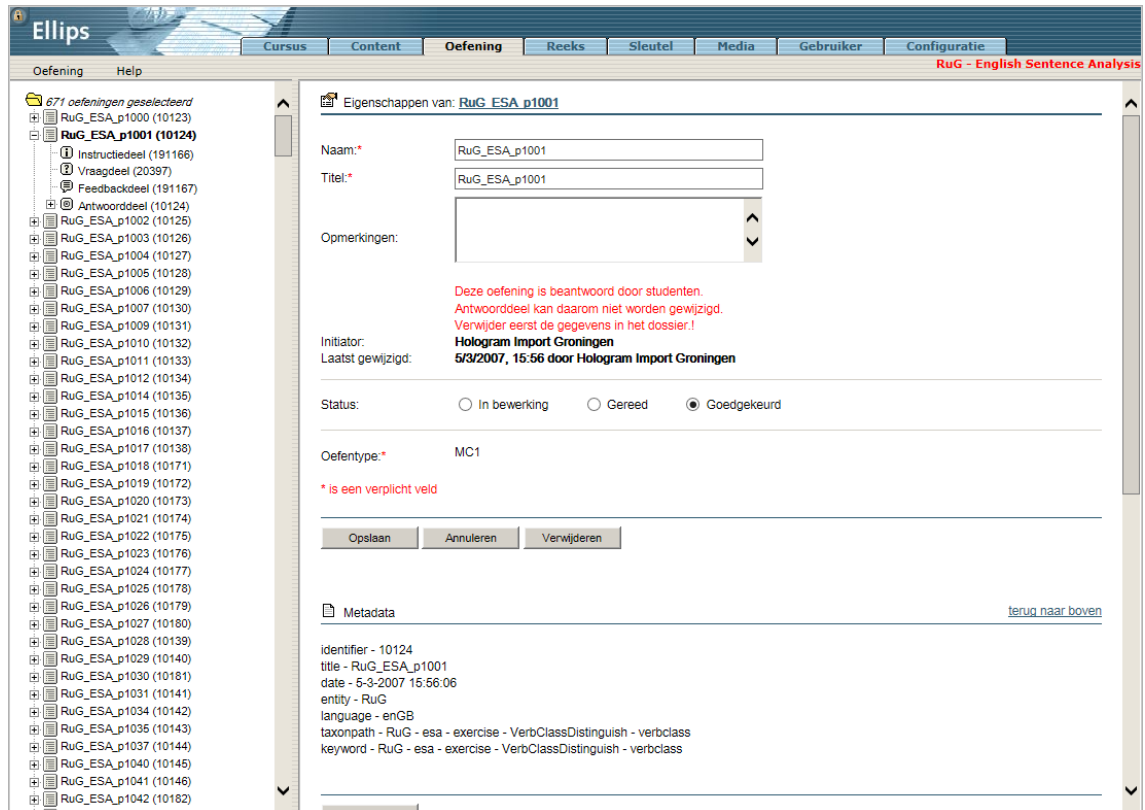 Ellips
Cursus Content Oefening Reeks Sleutel Media Gebruiker Configuratie
RuG - English Sentence Analysis
Oefening Help
671 oefeningen geselecteerd
RuG_ESA_p1000 (10123)
RuG_ESA_p1001 (10124)
Instructiedeel (191166)
Vraagdeel (20397)
Feedbackdeel (191167)
Antwoorddeel (10124)
RuG_ESA_p1002 (10125)
RuG_ESA_p1003 (10126)
RuG_ESA_p1004 (10127)
RuG_ESA_p1005 (10128)
RuG_ESA_p1006 (10129)
RuG_ESA_p1007 (10130)
RuG_ESA_p1009 (10131)
RuG_ESA_p1010 (10132)
RuG_ESA_p1011 (10133)
RuG_ESA_p1012 (10134)
RuG_ESA_p1014 (10135)
RuG_ESA_p1015 (10136)
RuG_ESA_p1016 (10137)
RuG_ESA_p1017 (10138)
RuG_ESA_p1018 (10171)
RuG_ESA_p1019 (10172)
RuG_ESA_p1020 (10173)
RuG_ESA_p1021 (10174)
RuG_ESA_p1022 (10175)
RuG_ESA_p1023 (10176)
RuG_ESA_p1024 (10177)
RuG_ESA_p1025 (10178)
RuG_ESA_p1026 (10179)
RuG_ESA_p1027 (10180)
RuG_ESA_p1028 (10139)
RuG_ESA_p1029 (10140)
RuG_ESA_p1030 (10181)
RuG_ESA_p1031 (10141)
RuG_ESA_p1034 (10142)
RuG_ESA_p1035 (10143)
RuG_ESA_p1037 (10144)
RuG_ESA_p1040 (10145)
RuG_ESA_p1041 (10146)
RuG_ESA_p1042 (10182)
Eigenschappen van: RuG_ESA_p1001
Naam:* RuG_ESA_p1001
Titel:* RuG_ESA_p1001
Opmerkingen:
Deze oefening is beantwoord door studenten.
Antwoorddeel kan daarom niet worden gewijzigd.
Verwijder eerst de gegevens in het dossier.!
Initiator: Hologram Import Groningen
Laatst gewijzigd: 5/3/2007, 15:56 door Hologram Import Groningen
Status: In bewerking Gereed Goedgekeurd
Oefentype:* MC1
* is een verplicht veld
Opslaan Annuleren Verwijderen
Metadata terug naar boven
identifier - 10124
title - RuG_ESA_p1001
date - 5-3-2007 15:56:06
entity - RuG
language - enGB
taxonpath - RuG - esa - exercise - VerbClassDistinguish - verbclass
keyword - RuG - esa - exercise - VerbClassDistinguish - verbclass